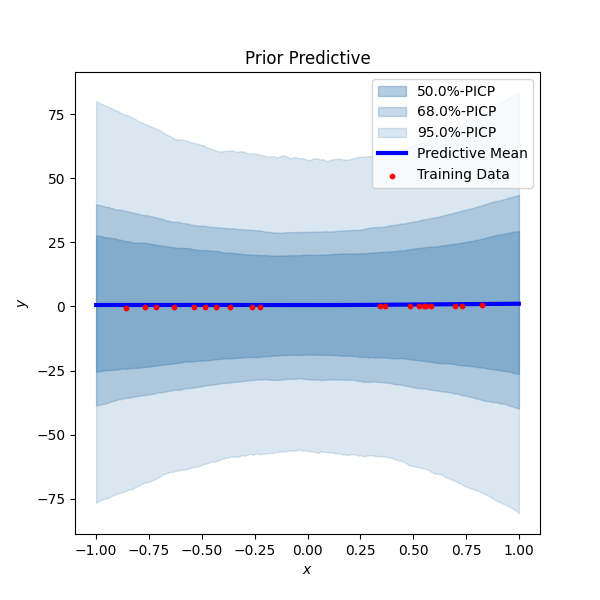 Prior Predictive
50.0%-PICP
68.0%-PICP
95.0%-PICP
Predictive Mean
Training Data
75
50
25
0
−25
−50
−75
y
−1.00 −0.75 −0.50 −0.25 0.00 0.25 0.50 0.75 1.00
x